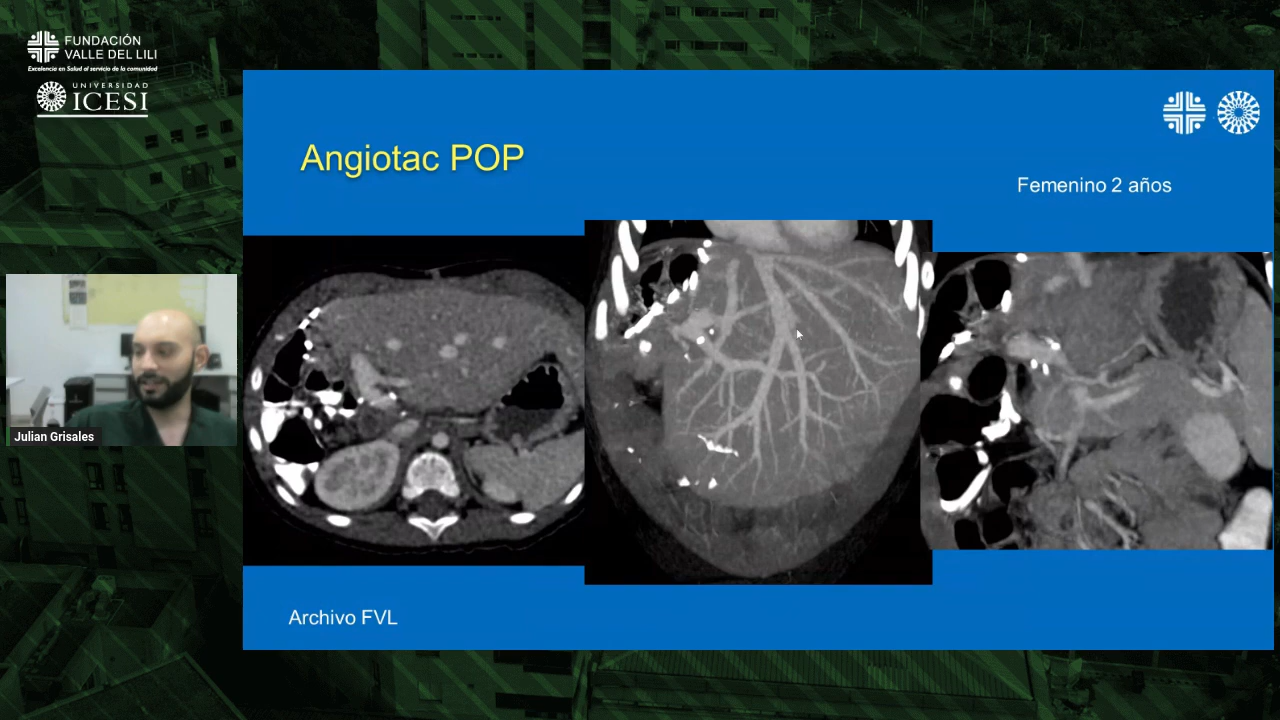 FUNDACIÓN
VALLE DEL LILI
Excelencia en Salud al servicio de la comunidad
UNIVERSIDAD
ICESI
Angiotac POP
Femenino 2 años
Julian Grisales
Archivo FVL